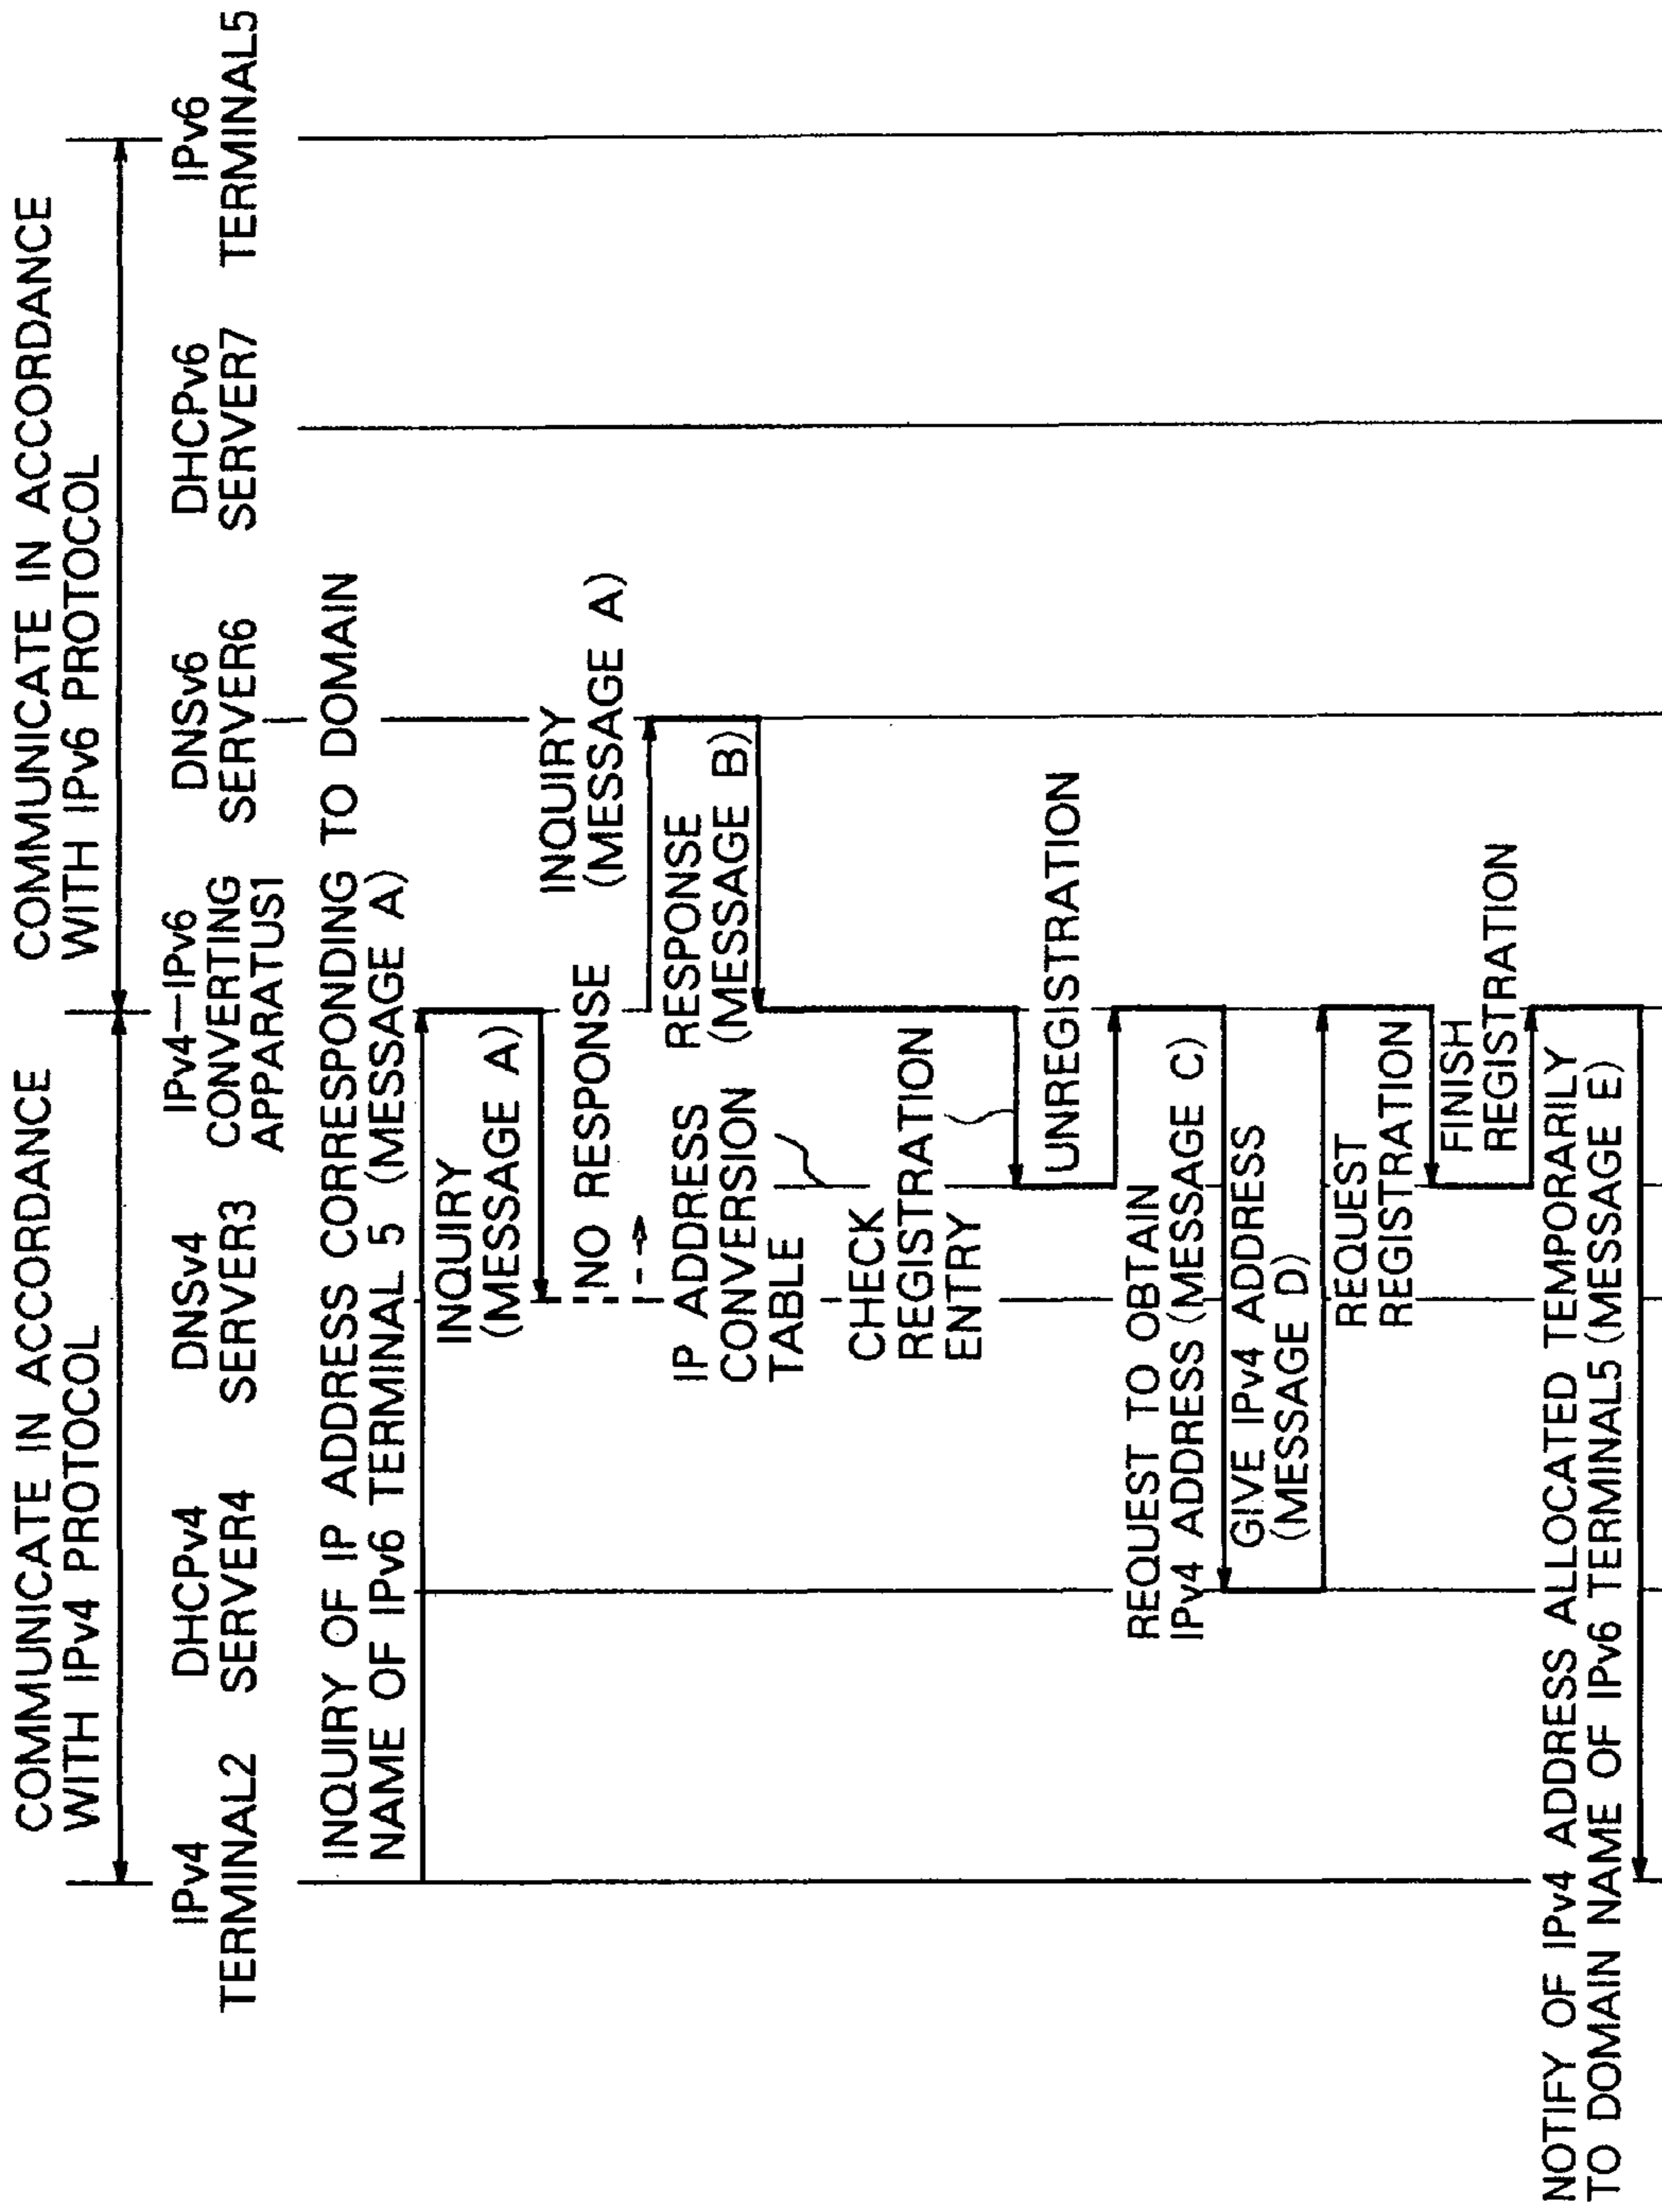 COMMUNICATE IN ACCORDANCE
WITH IPv4 PROTOCOL
COMMUNICATE IN ACCORDANCE
WITH IPv6 PROTOCOL
IPv4
TERMINAL2
DHCPv4
SERVER4
DNSv4
SERVER3
IPv4—IPv6
CONVERTING
APPARATUS1
DNSv6
SERVER6
DHCPv6
SERVER7
IPv6
TERMINAL5
INQUIRY OF IP ADDRESS CORRESPONDING TO DOMAIN
NAME OF IPv6 TERMINAL 5 (MESSAGE A)
INQUIRY
(MESSAGE A)
NO RESPONSE
INQUIRY
(MESSAGE A)
IP ADDRESS
CONVERSION
TABLE
RESPONSE
(MESSAGE B)
CHECK
REGISTRATION
ENTRY
UNREGISTRATION
REQUEST TO OBTAIN
IPv4 ADDRESS (MESSAGE C)
GIVE IPv4 ADDRESS
(MESSAGE D)
REQUEST
REGISTRATION
FINISH
REGISTRATION
NOTIFY OF IPv4 ADDRESS ALLOCATED TEMPORARILY
TO DOMAIN NAME OF IPv6 TERMINAL5 (MESSAGE E)